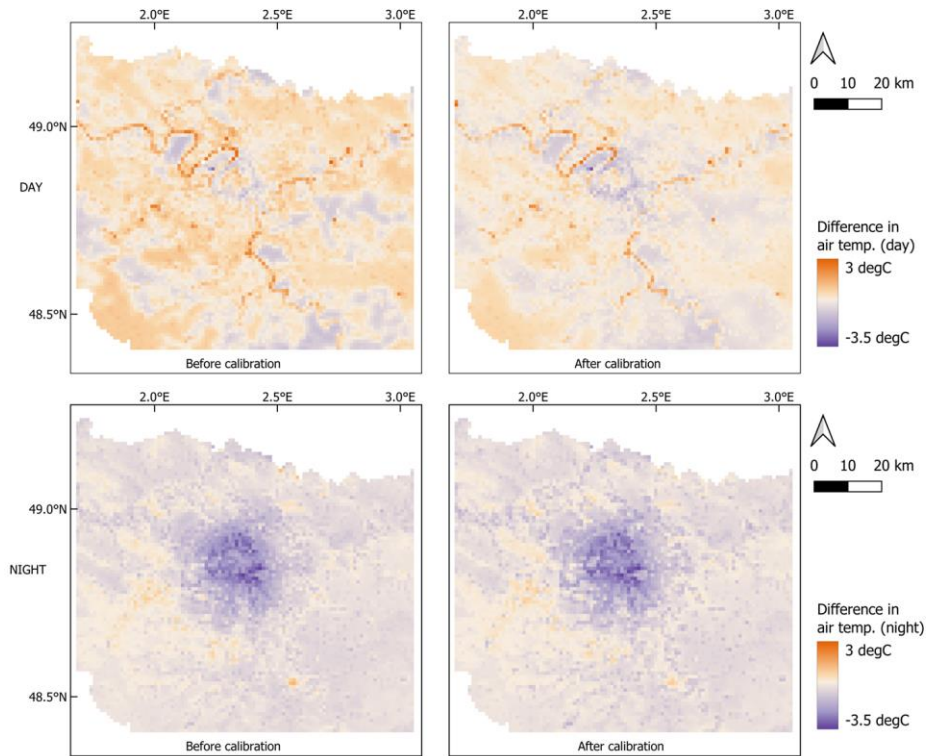 2.0°E 2.5°E 3.0°E 2.0°E 2.5°E 3.0°E
0 10 20 km
49.0°N
DAY
Difference in
air temp. (day)
3 degC
48.5°N
-3.5 degC
Before calibration After calibration
2.0°E 2.5°E 3.0°E 2.0°E 2.5°E 3.0°E
0 10 20 km
49.0°N
NIGHT
Difference in
air temp. (night)
3 degC
48.5°N
-3.5 degC
Before calibration After calibration